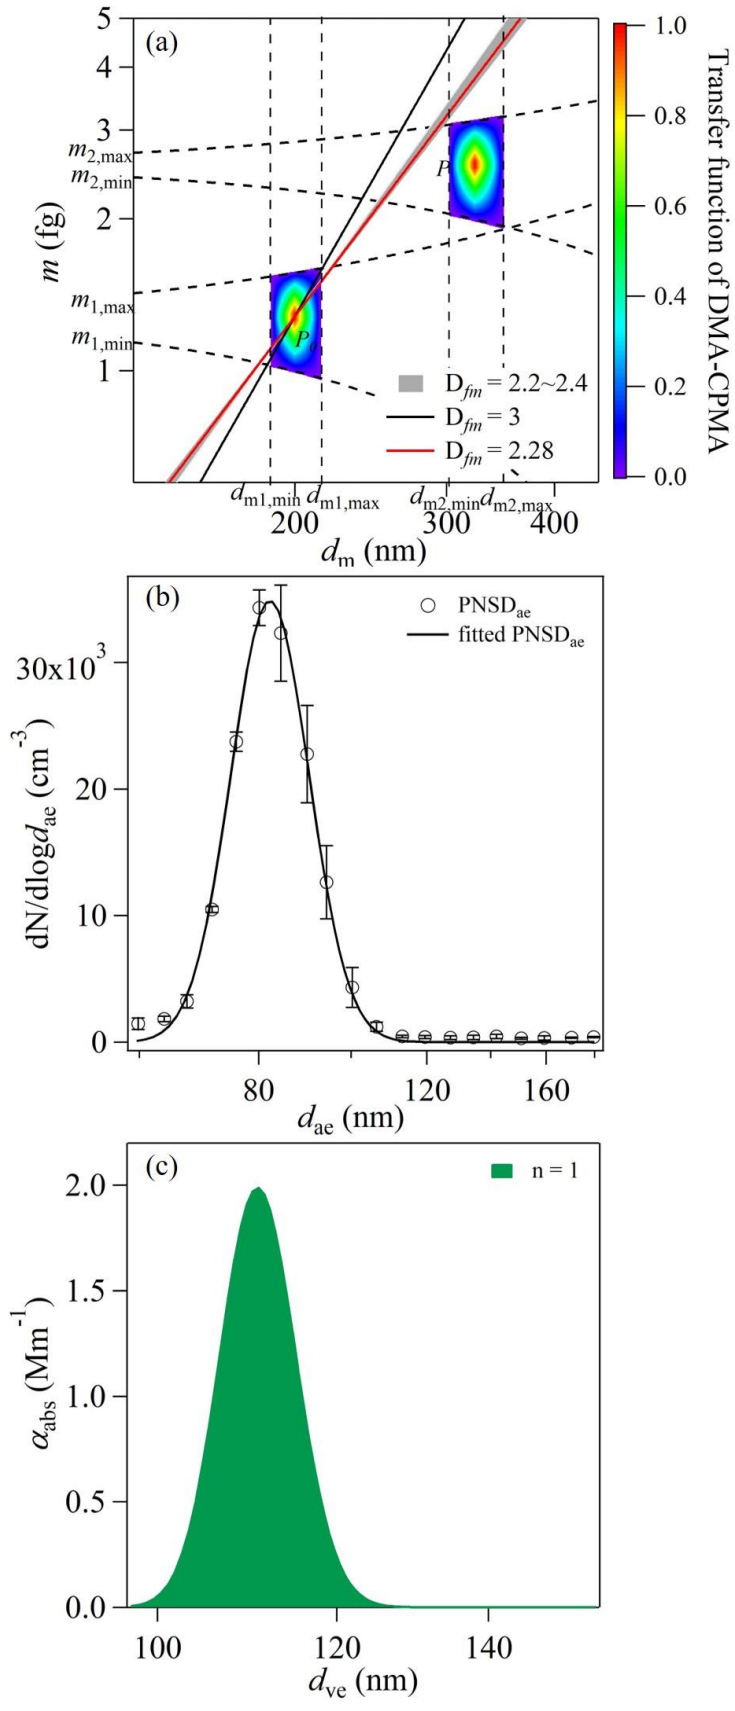 (a)
5
4
3
2
1
m (fg)
m2,max
m2,min
m1,max
m1,min
P
P
Dfm = 2.2~2.4
Dfm = 3
Dfm = 2.28
dm1,min dm1,max dm2,min dm2,max
200 300 400
dm (nm)
1.0
0.8
0.6
0.4
0.2
0.0
Transfer function of DMA-CPMA
(b)
PNSDae
fitted PNSDae
30x10³
20
10
0
dN/dlogdae (cm⁻³)
80 120 160
dae (nm)
(c)
n = 1
2.0
1.5
1.0
0.5
0.0
αabs (Mm⁻¹)
100 120 140
dve (nm)